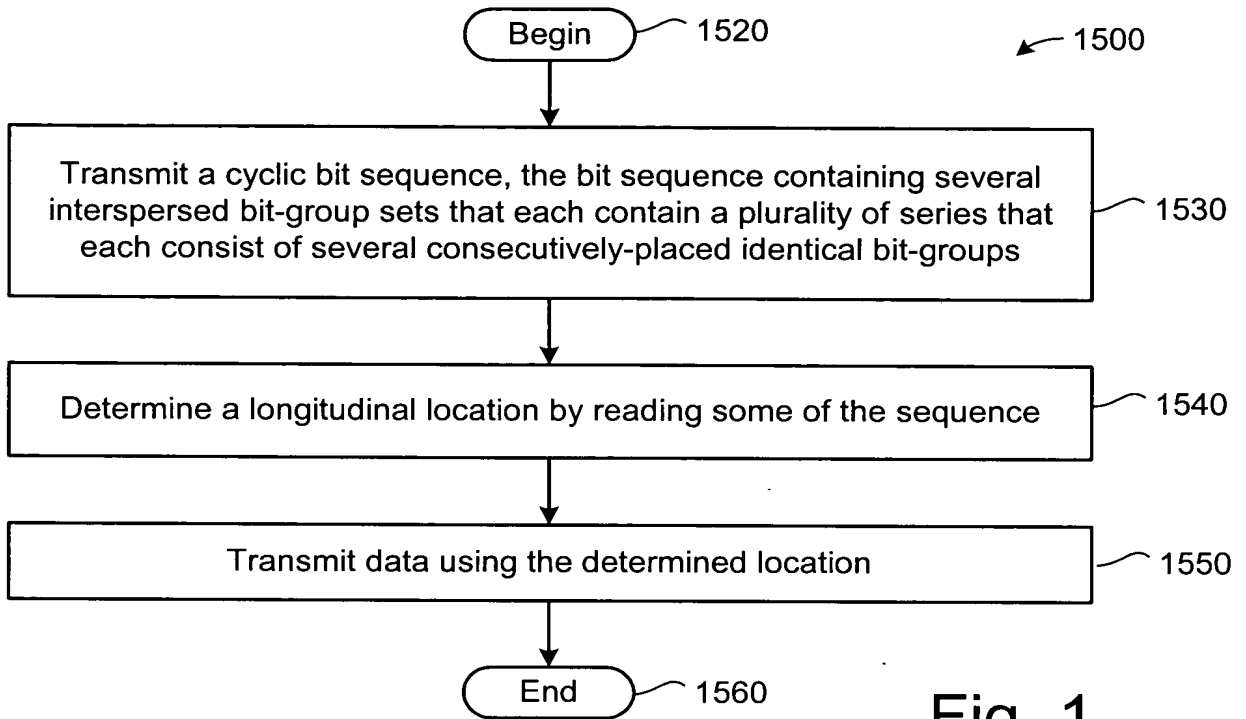 Begin
1520
1500
Transmit a cyclic bit sequence, the bit sequence containing several
interspersed bit-group sets that each contain a plurality of series that
each consist of several consecutively-placed identical bit-groups
1530
Determine a longitudinal location by reading some of the sequence
1540
Transmit data using the determined location
1550
End
1560
Fig. 1